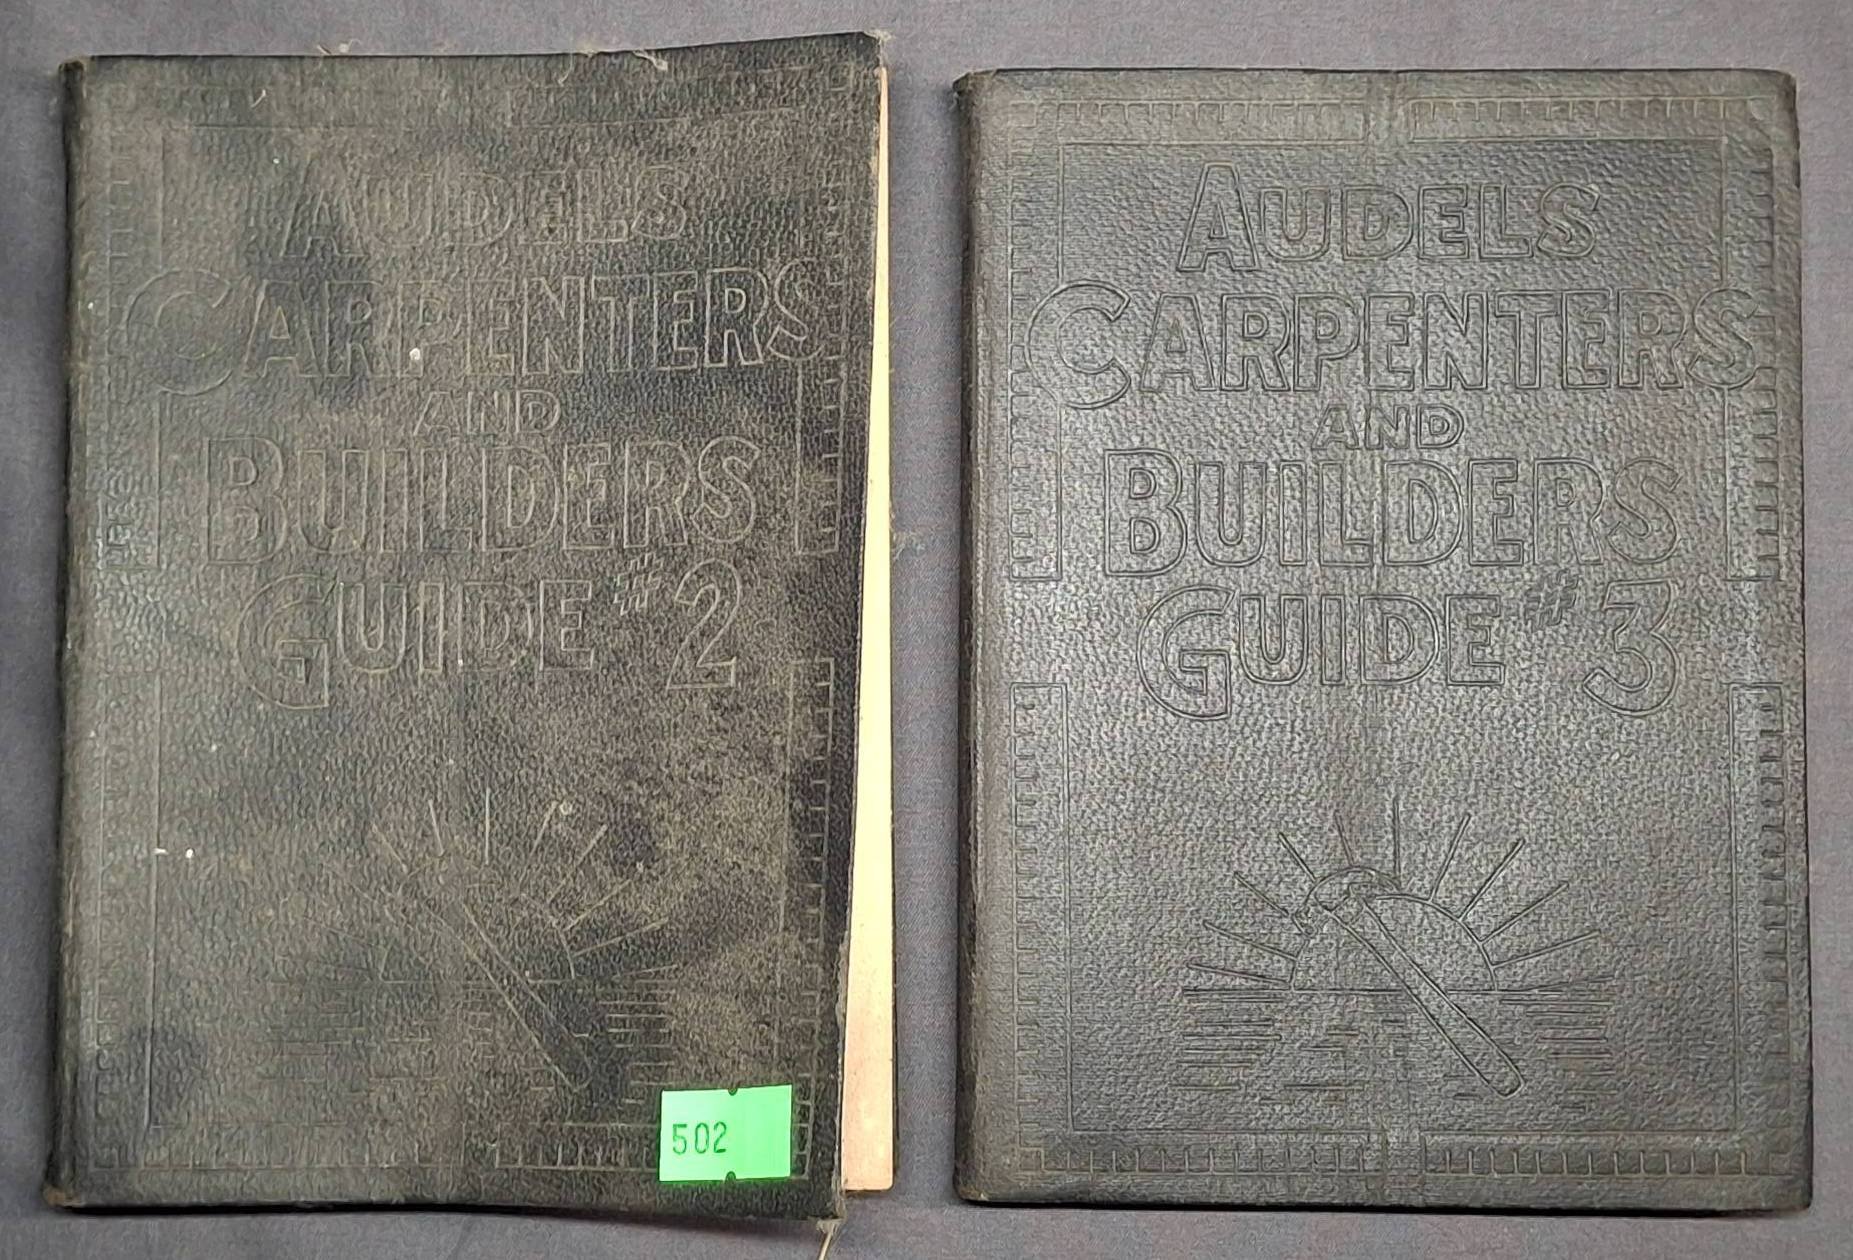 AUDELS
CARPENTERS
AND
BUILDERS
GUIDE #2
502
AUDELS
CARPENTERS
AND
BUILDERS
GUIDE #3